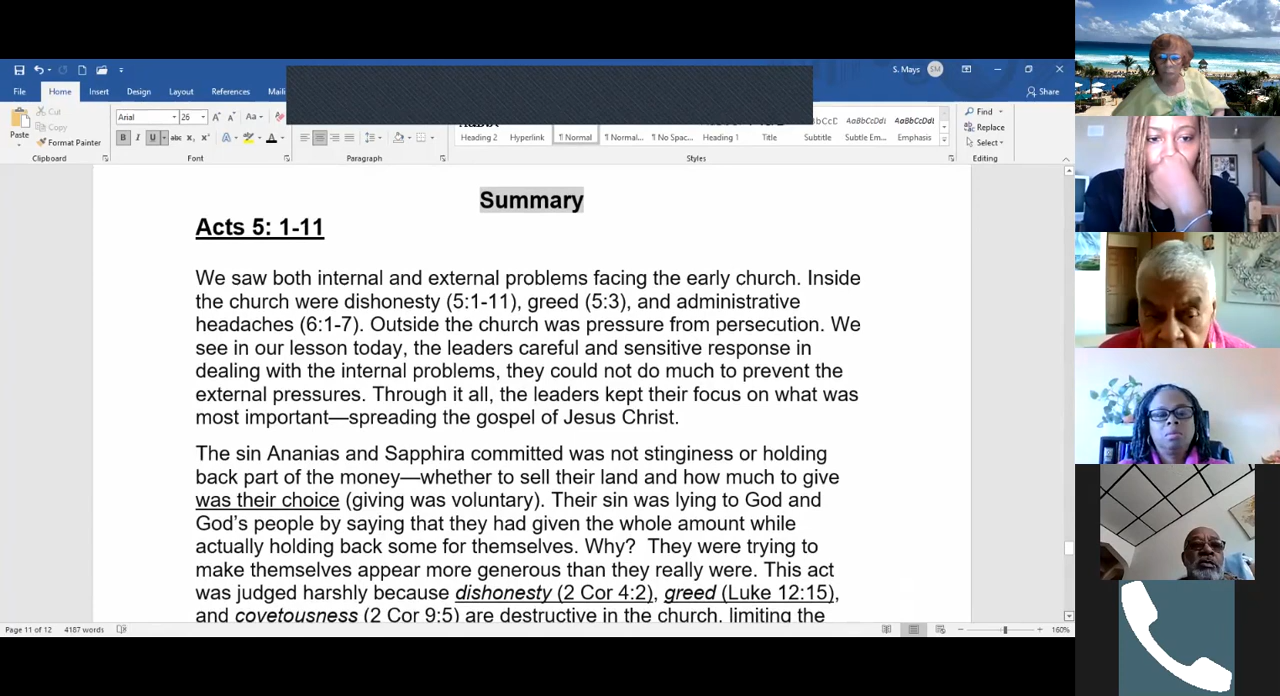 S. Mays SM
File Home Insert Design Layout References Maili
Share
Paste Cut Copy Format Painter
Arial 26 Aa
B I U abc X₂ X² A ab A
Heading 2 Hyperlink ¶ Normal ¶ Normal... ¶ No Spac... Heading 1 Title Subtitle Subtle Em... Emphasis
AaBbCcDd AaBbCcDdl AaBbCcDdl
Find Replace Select
Clipboard Font Paragraph Styles Editing
Summary
Acts 5: 1-11
We saw both internal and external problems facing the early church. Inside
the church were dishonesty (5:1-11), greed (5:3), and administrative
headaches (6:1-7). Outside the church was pressure from persecution. We
see in our lesson today, the leaders careful and sensitive response in
dealing with the internal problems, they could not do much to prevent the
external pressures. Through it all, the leaders kept their focus on what was
most important—spreading the gospel of Jesus Christ.
The sin Ananias and Sapphira committed was not stinginess or holding
back part of the money—whether to sell their land and how much to give
was their choice (giving was voluntary). Their sin was lying to God and
God's people by saying that they had given the whole amount while
actually holding back some for themselves. Why? They were trying to
make themselves appear more generous than they really were. This act
was judged harshly because dishonesty (2 Cor 4:2), greed (Luke 12:15),
and covetousness (2 Cor 9:5) are destructive in the church, limiting the
Page 11 of 12 4187 words 160%